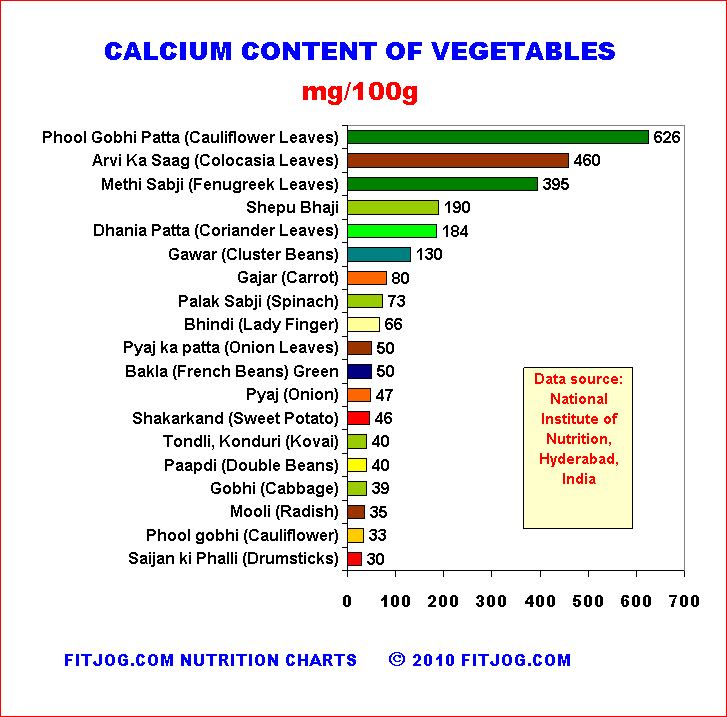 CALCIUM CONTENT OF VEGETABLES
mg/100g
Phool Gobhi Patta (Cauliflower Leaves) 626
Arvi Ka Saag (Colocasia Leaves) 460
Methi Sabji (Fenugreek Leaves) 395
Shepu Bhaji 190
Dhania Patta (Coriander Leaves) 184
Gawar (Cluster Beans) 130
Gajar (Carrot) 80
Palak Sabji (Spinach) 73
Bhindi (Lady Finger) 66
Pyaj ka patta (Onion Leaves) 50
Bakla (French Beans) Green 50
Pyaj (Onion) 47
Shakarkand (Sweet Potato) 46
Tondli, Konduri (Kovai) 40
Paapdi (Double Beans) 40
Gobhi (Cabbage) 39
Mooli (Radish) 35
Phool gobhi (Cauliflower) 33
Saijan ki Phalli (Drumsticks) 30
Data source:
National
Institute of
Nutrition,
Hyderabad,
India
0 100 200 300 400 500 600 700
FITJOG.COM NUTRITION CHARTS © 2010 FITJOG.COM